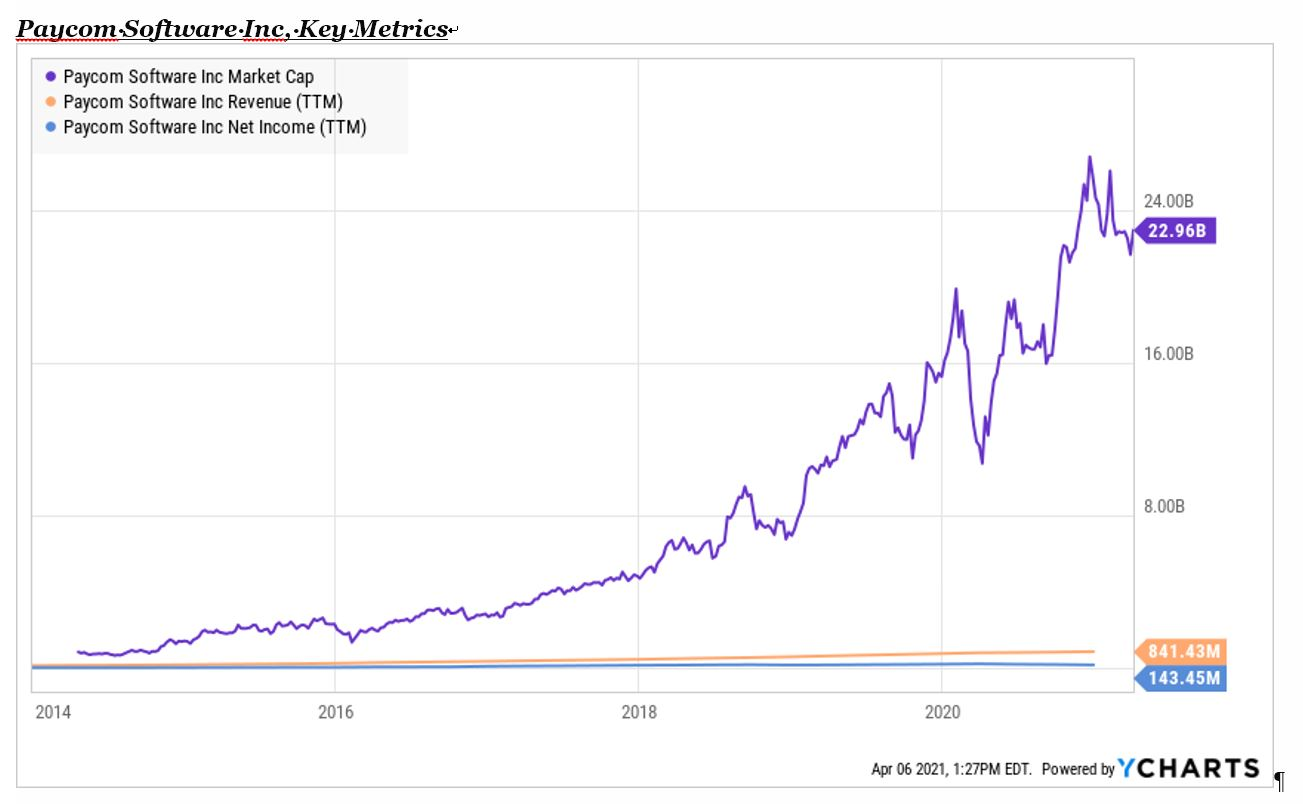 Paycom Software Inc, Key Metrics
Paycom Software Inc Market Cap
Paycom Software Inc Revenue (TTM)
Paycom Software Inc Net Income (TTM)
24.00B
22.96B
16.00B
8.00B
841.43M
143.45M
2014 2016 2018 2020
Apr 06 2021, 1:27PM EDT. Powered by YCHARTS